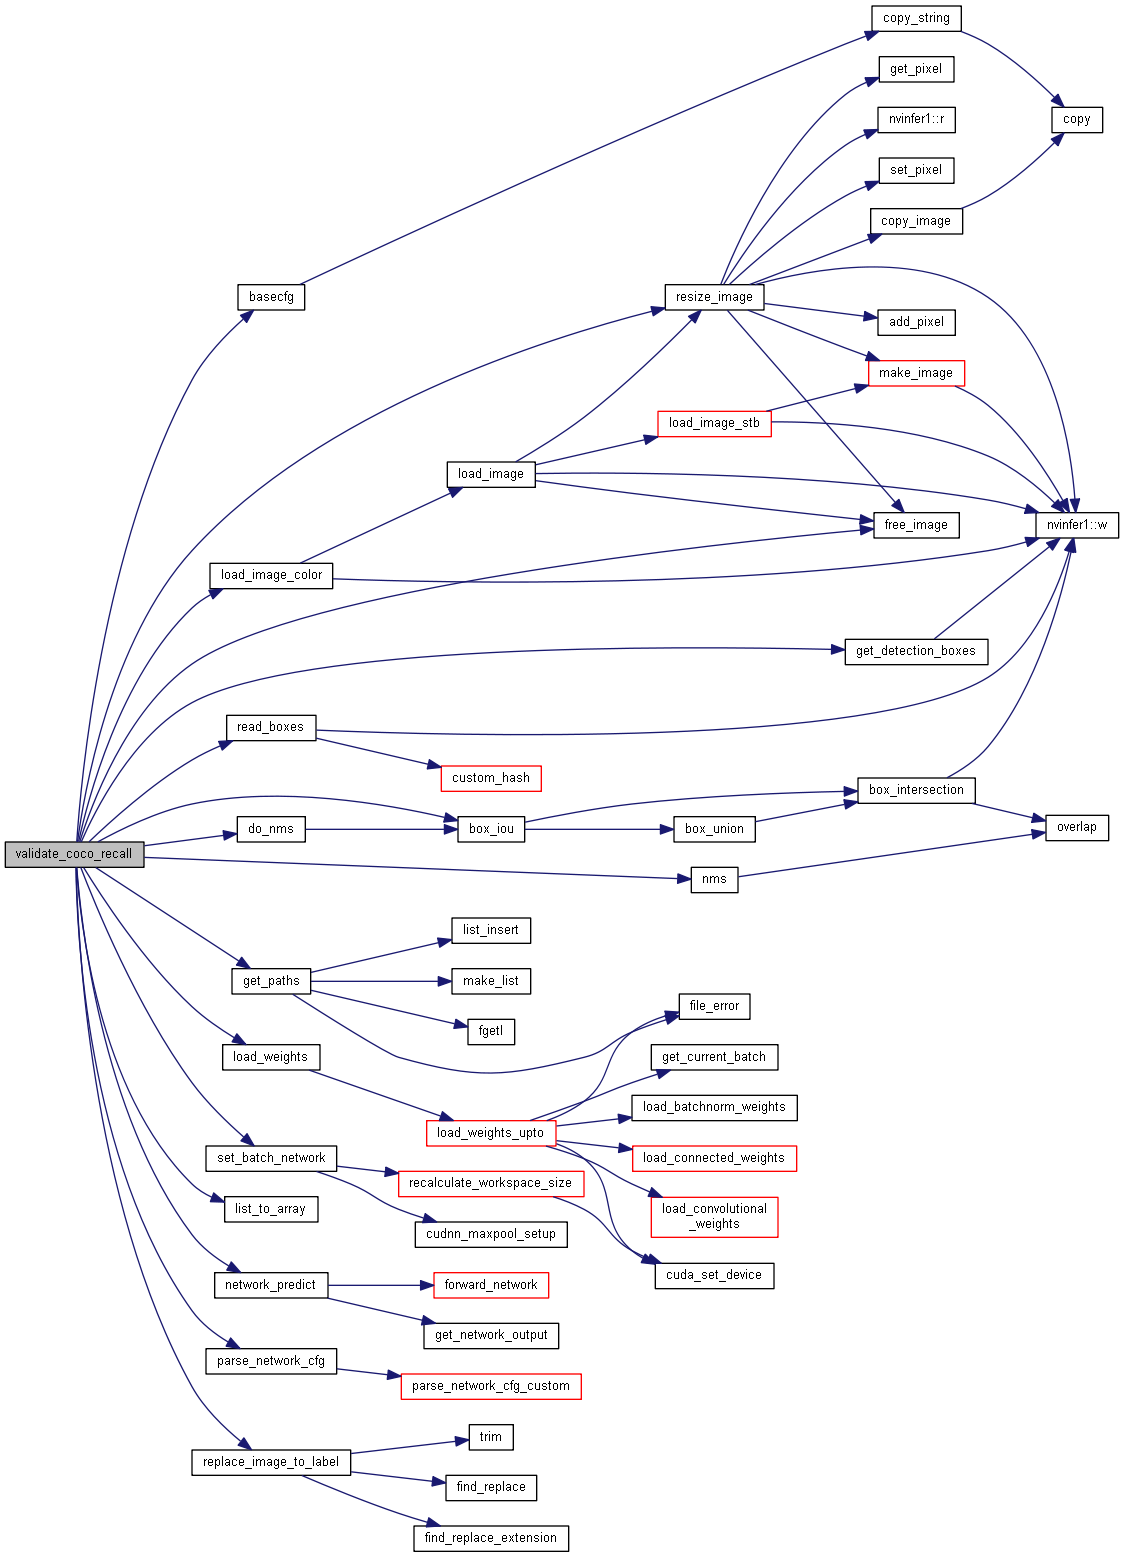 copy_string
get_pixel
nvinfer1::r
copy
set_pixel
copy_image
basecfg
resize_image
add_pixel
make_image
load_image_stb
load_image
free_image
nvinfer1::w
load_image_color
get_detection_boxes
read_boxes
custom_hash
box_intersection
do_nms
box_iou
box_union
overlap
validate_coco_recall
nms
list_insert
get_paths
make_list
file_error
fgetl
load_weights
get_current_batch
load_batchnorm_weights
load_weights_upto
set_batch_network
load_connected_weights
recalculate_workspace_size
list_to_array
load_convolutional
_weights
cudnn_maxpool_setup
cuda_set_device
network_predict
forward_network
get_network_output
parse_network_cfg
parse_network_cfg_custom
trim
replace_image_to_label
find_replace
find_replace_extension